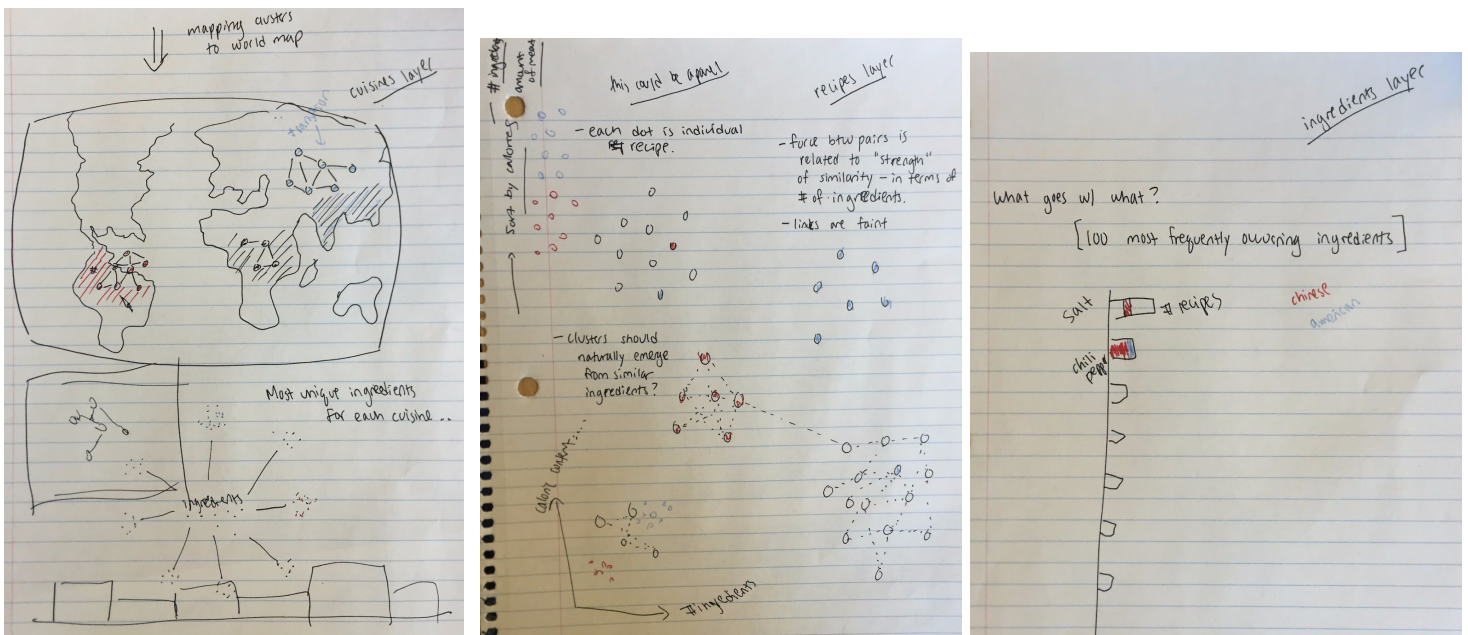 mapping clusters
to world map
cuisines layer
transition
Most unique ingredients
for each cuisine...
ingredients
# ingredients
amount
of meat
Sort by calories
this could be a panel
- each dot is individual
recipe.
recipes layer
- force btw pairs is
related to "strength"
of similarity - in terms of
# of ingredients.
- links are faint
- clusters should
naturally emerge
from similar
ingredients?
caloric content...
# ingredients
ingredients layer
What goes w/ what?
[100 most frequently occurring ingredients]
salt
# recipes
chinese
american
chili
pepper